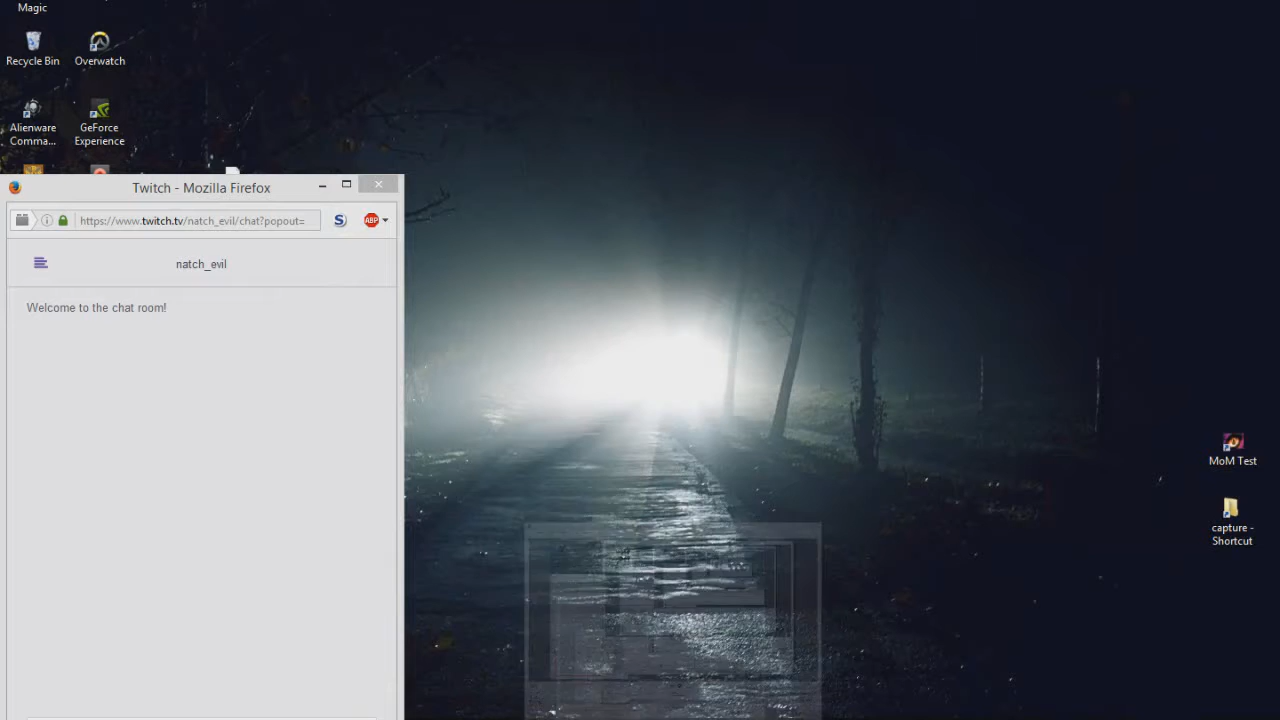 Magic
Recycle Bin
Overwatch
Alienware
Comma...
GeForce
Experience
Twitch - Mozilla Firefox
https://www.twitch.tv/natch_evil/chat?popout=
S
ABP
natch_evil
Welcome to the chat room!
MoM Test
capture -
Shortcut